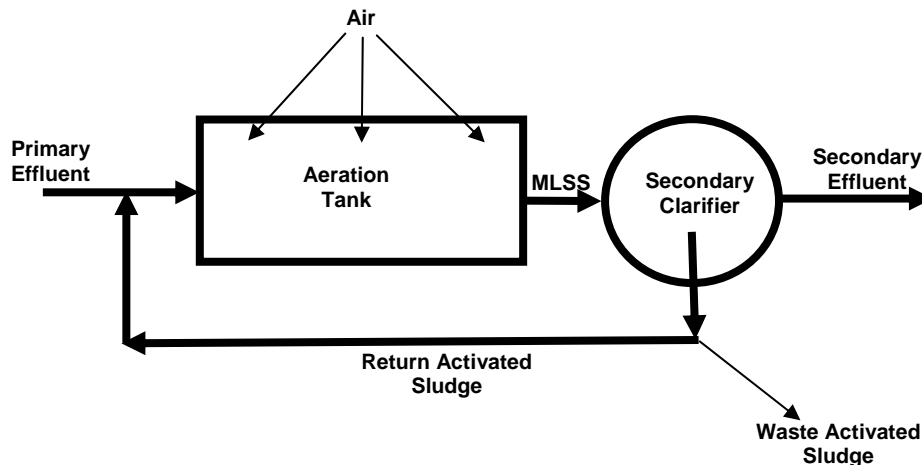 Air
Primary
Effluent
Aeration
Tank
MLSS
Secondary
Clarifier
Secondary
Effluent
Return Activated
Sludge
Waste Activated
Sludge